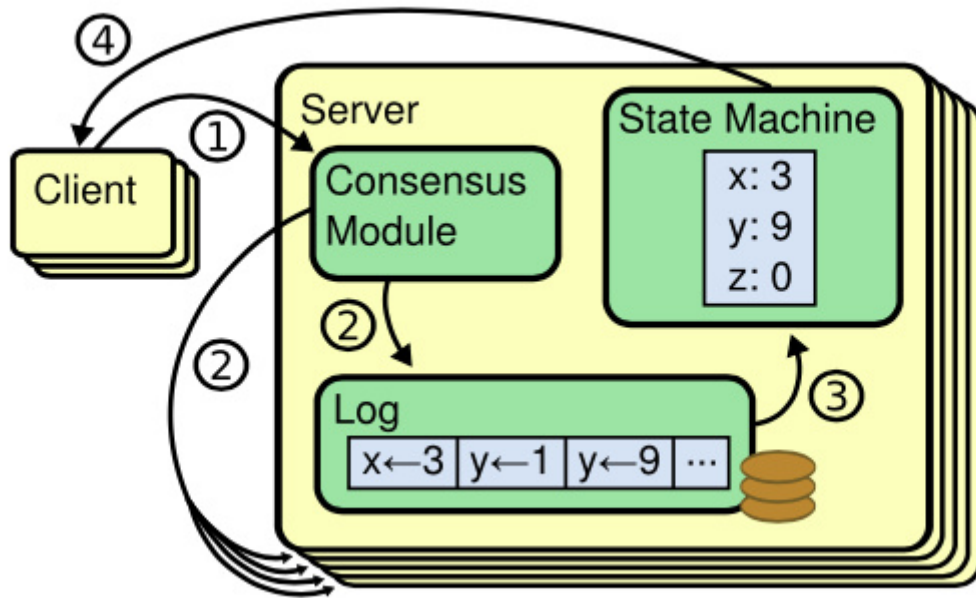 ④
①
Server
State Machine
Client
Consensus
Module
x: 3
y: 9
z: 0
②
②
③
Log
x←3 y←1 y←9 ...